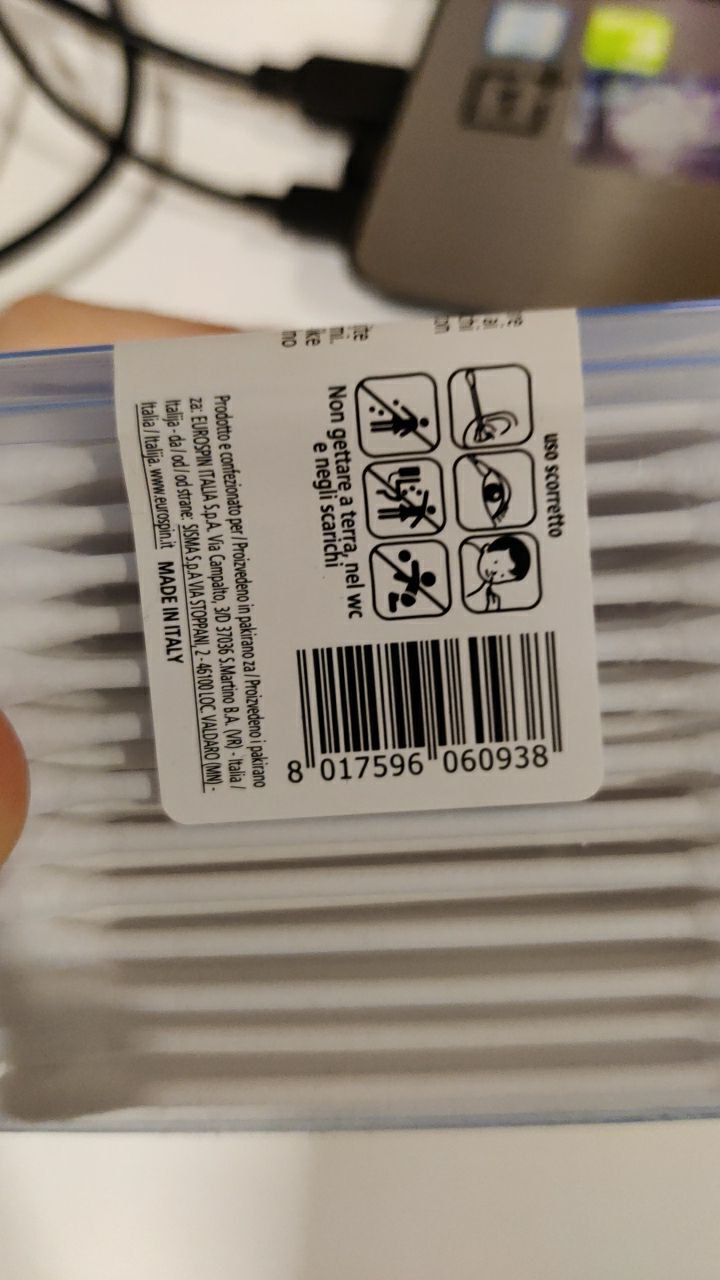 uso scorretto
Non gettare a terra, nel wc
e negli scarichi
8 017596 060938
Prodotto e confezionato per / Proizvedeno in pakirano za / Proizvedeno i pakirano
za: EUROSPIN ITALIA S.p.A. Via Campalto, 3/D 37036 S.Martino B.A. (VR) - Italia /
Italija - da / od / od strane: SISMA S.p.A VIA STOPPANI, 2 - 46100 LOC. VALDARO (MN) -
Italia / Italija. www.eurospin.it MADE IN ITALY